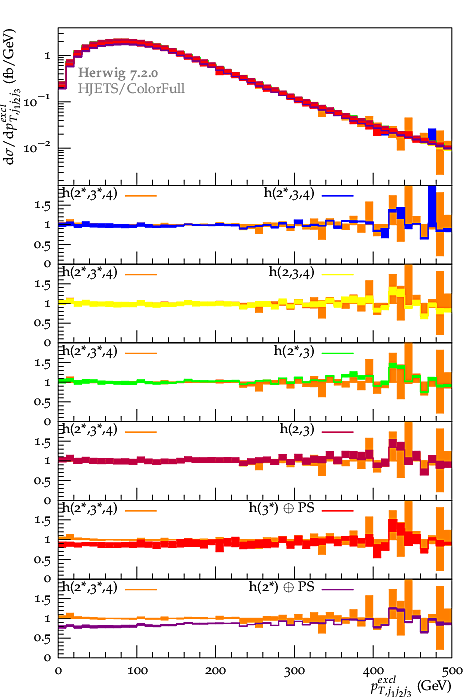 dσ/dp_{T,j1j2j3}^{excl} (fb/GeV)
1
10⁻¹
10⁻²
Herwig 7.2.0
HJETS/ColorFull
h(2*,3*,4) h(2*,3,4)
1.5
1
0.5
0
h(2*,3*,4) h(2,3,4)
1.5
1
0.5
0
h(2*,3*,4) h(2*,3)
1.5
1
0.5
0
h(2*,3*,4) h(2,3)
1.5
1
0.5
0
h(2*,3*,4) h(3*) ⊕ PS
1.5
1
0.5
0
h(2*,3*,4) h(2*) ⊕ PS
1.5
1
0.5
0
0 100 200 300 400 500
p_{T,j1j2j3}^{excl} (GeV)